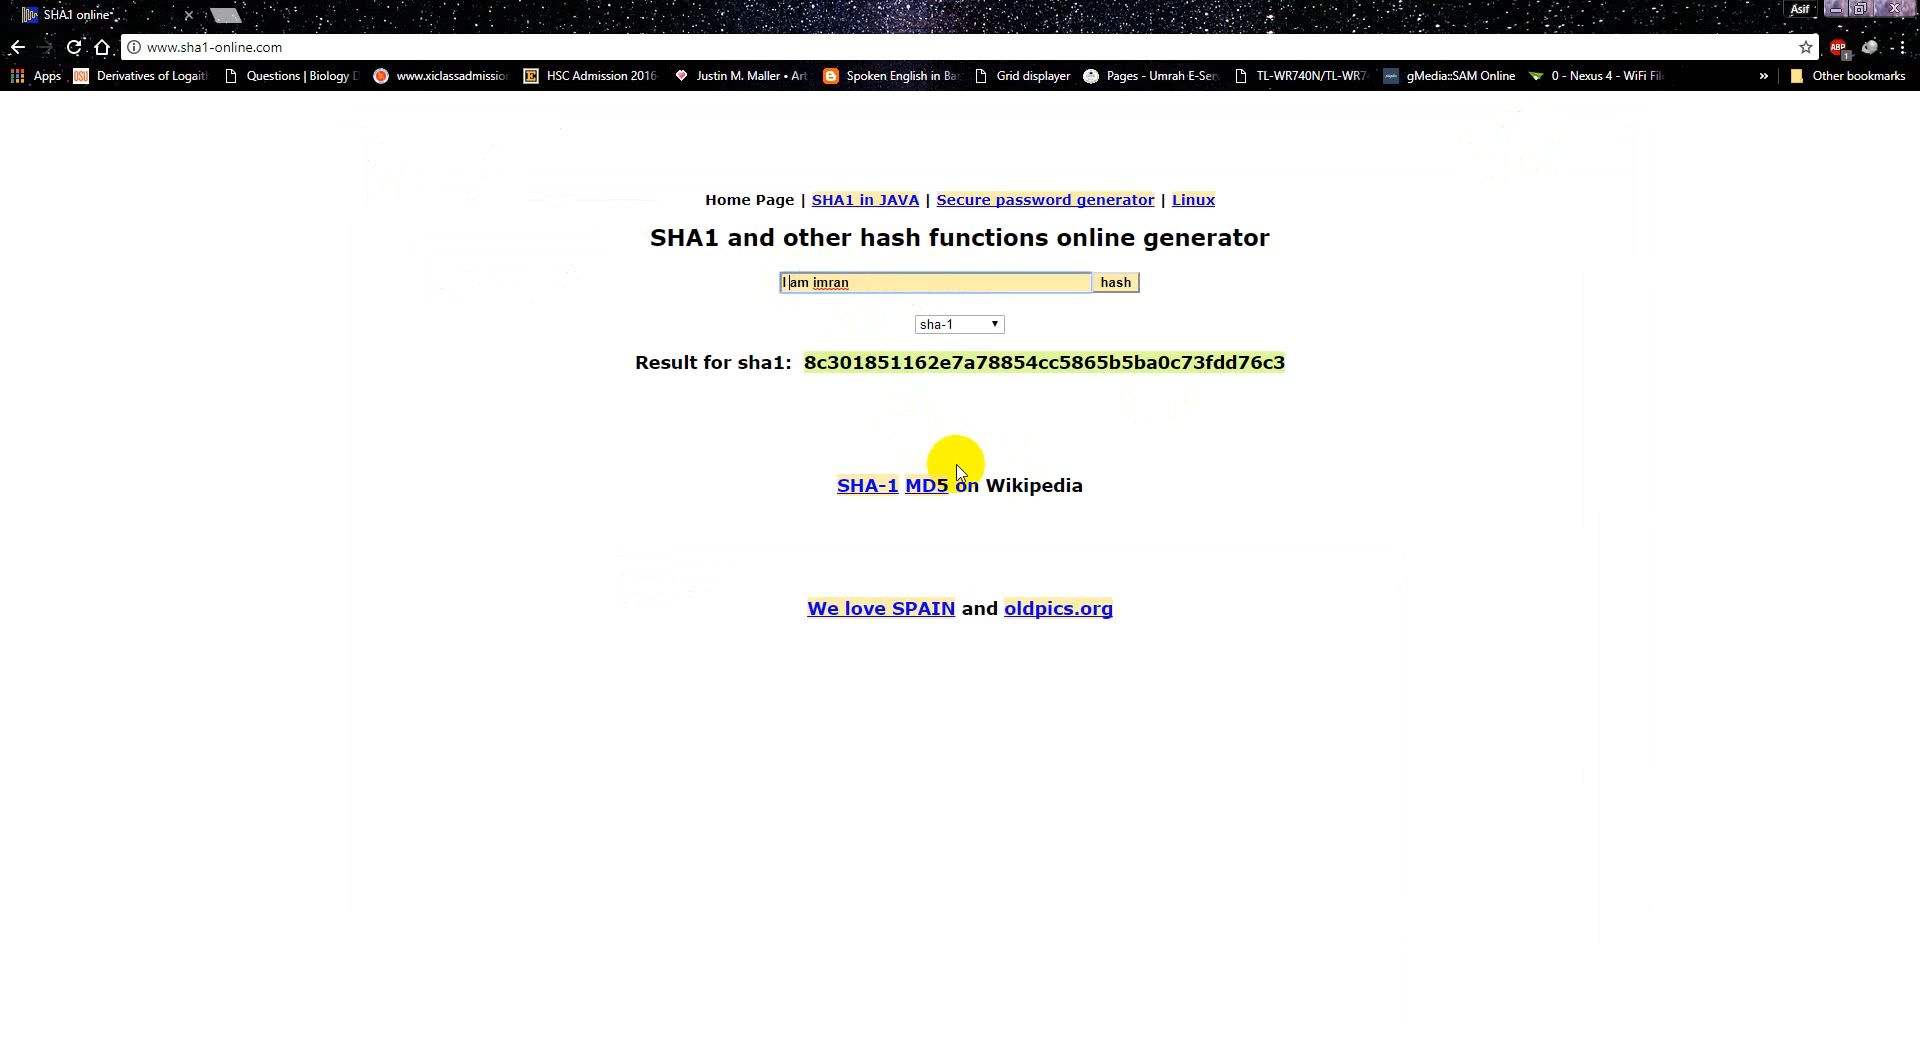 SHA1 online
Asif
www.sha1-online.com
Apps Derivatives of Logarith Questions | Biology D www.xiclassadmission HSC Admission 2016 Justin M. Maller • Art Spoken English in Ba Grid displayer Pages - Umrah E-Ser TL-WR740N/TL-WR7 gMedia::SAM Online 0 - Nexus 4 - WiFi Fil » Other bookmarks
Home Page | SHA1 in JAVA | Secure password generator | Linux
SHA1 and other hash functions online generator
I am imran hash
sha-1
Result for sha1: 8c301851162e7a78854cc5865b5ba0c73fdd76c3
SHA-1 MD5 on Wikipedia
We love SPAIN and oldpics.org